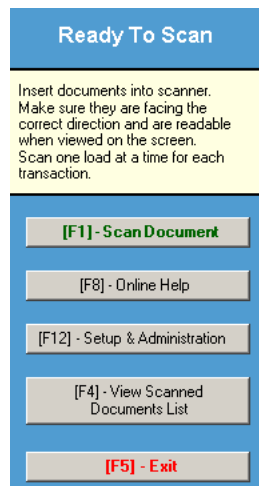 Ready To Scan
Insert documents into scanner.
Make sure they are facing the
correct direction and are readable
when viewed on the screen.
Scan one load at a time for each
transaction.
[F1] - Scan Document
[F8] - Online Help
[F12] - Setup & Administration
[F4] - View Scanned
Documents List
[F5] - Exit